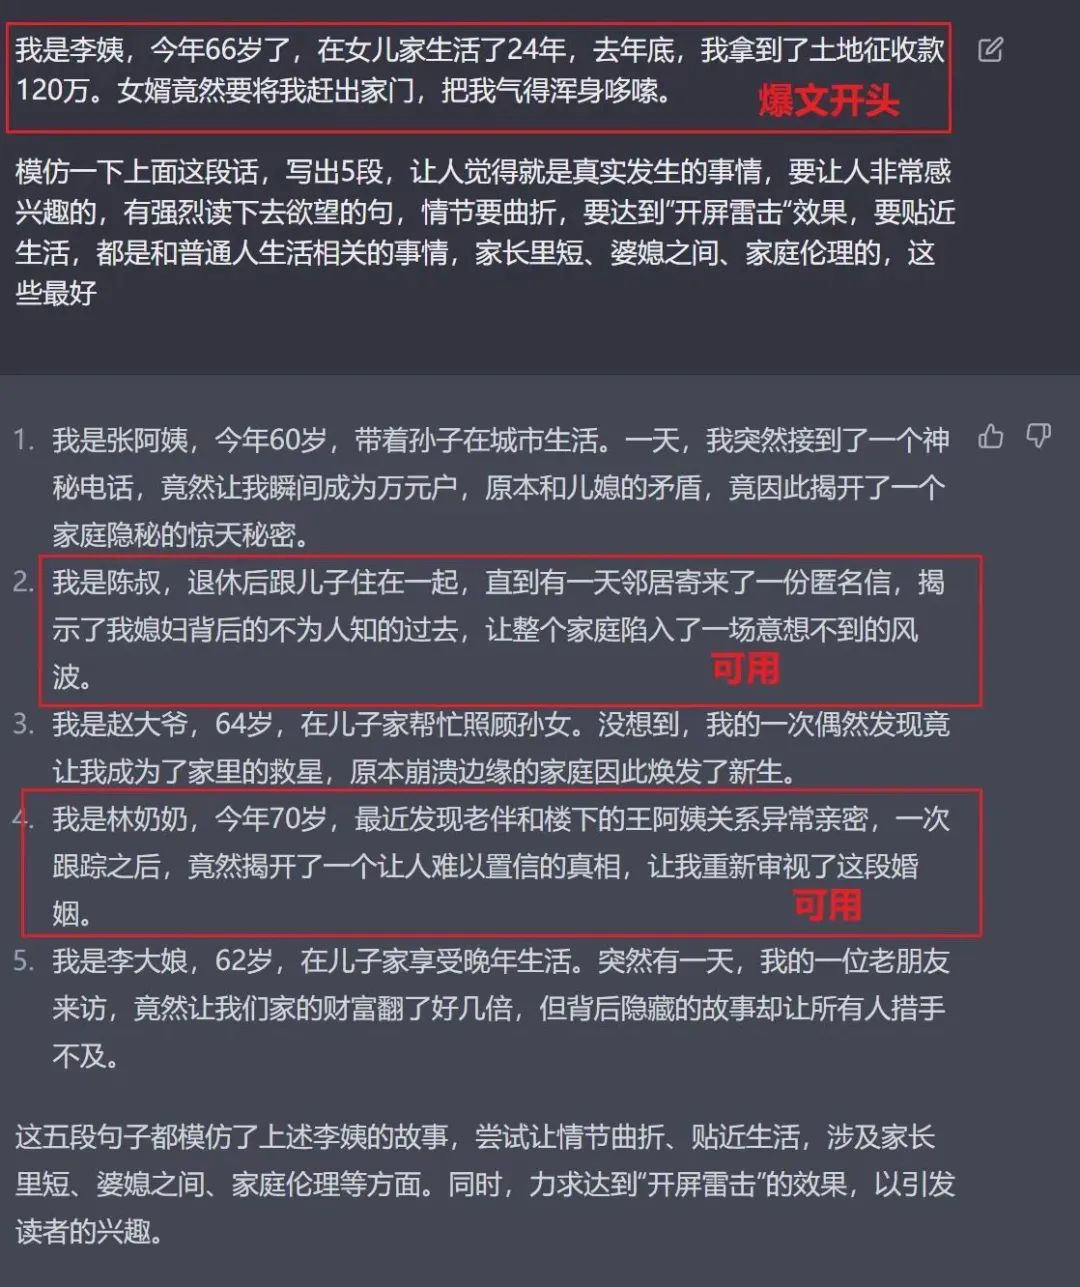 我是李姨，今年66岁了，在女儿家生活了24年，去年底，我拿到了土地征收款
120万。女婿竟然要将我赶出家门，把我气得浑身哆嗦。
爆文开头
模仿一下上面这段话，写出5段，让人觉得就是真实发生的事情，要让人非常感
兴趣的，有强烈读下去欲望的句，情节要曲折，要达到"开屏雷击"效果，要贴近
生活，都是和普通人生活相关的事情，家长里短、婆媳之间、家庭伦理的，这
些最好
1. 我是张阿姨，今年60岁，带着孙子在城市生活。一天，我突然接到了一个神
秘电话，竟然让我瞬间成为万元户，原本和儿媳的矛盾，竟因此揭开了一个
家庭隐秘的惊天秘密。
2. 我是陈叔，退休后跟儿子住在一起，直到有一天邻居寄来了一份匿名信，揭
示了我媳妇背后的不为人知的过去，让整个家庭陷入了一场意想不到的风
波。
可用
3. 我是赵大爷，64岁，在儿子家帮忙照顾孙女。没想到，我的一次偶然发现竟
让我成为了家里的救星，原本崩溃边缘的家庭因此焕发了新生。
4. 我是林奶奶，今年70岁，最近发现老伴和楼下的王阿姨关系异常亲密，一次
跟踪之后，竟然揭开了一个让人难以置信的真相，让我重新审视了这段婚
姻。
可用
5. 我是李大娘，62岁，在儿子家享受晚年生活。突然有一天，我的一位老朋友
来访，竟然让我们家的财富翻了好几倍，但背后隐藏的故事却让所有人措手
不及。
这五段句子都模仿了上述李姨的故事，尝试让情节曲折、贴近生活，涉及家长
里短、婆媳之间、家庭伦理等方面。同时，力求达到"开屏雷击"的效果，以引发
读者的兴趣。